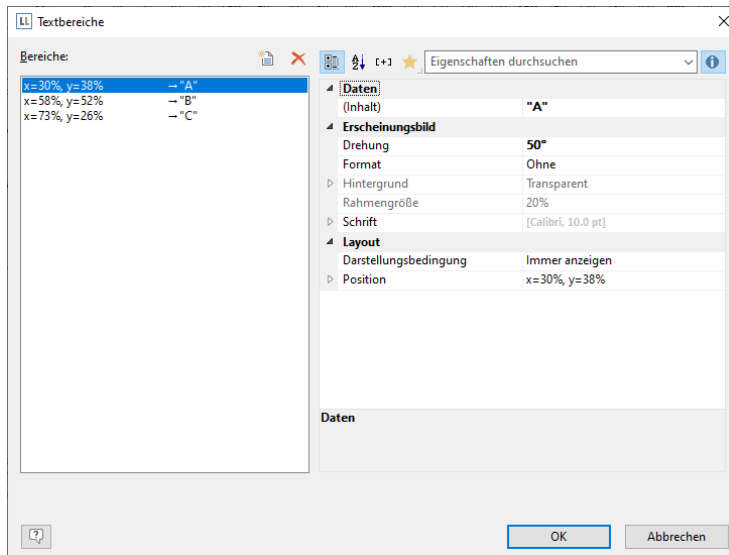 LL Textbereiche
Bereiche:
x=30%, y=38% → "A"
x=58%, y=52% → "B"
x=73%, y=26% → "C"
Eigenschaften durchsuchen
Daten
(Inhalt) "A"
Erscheinungsbild
Drehung 50°
Format Ohne
Hintergrund Transparent
Rahmengröße 20%
Schrift [Calibri, 10.0 pt]
Layout
Darstellungsbedingung Immer anzeigen
Position x=30%, y=38%
Daten
OK Abbrechen